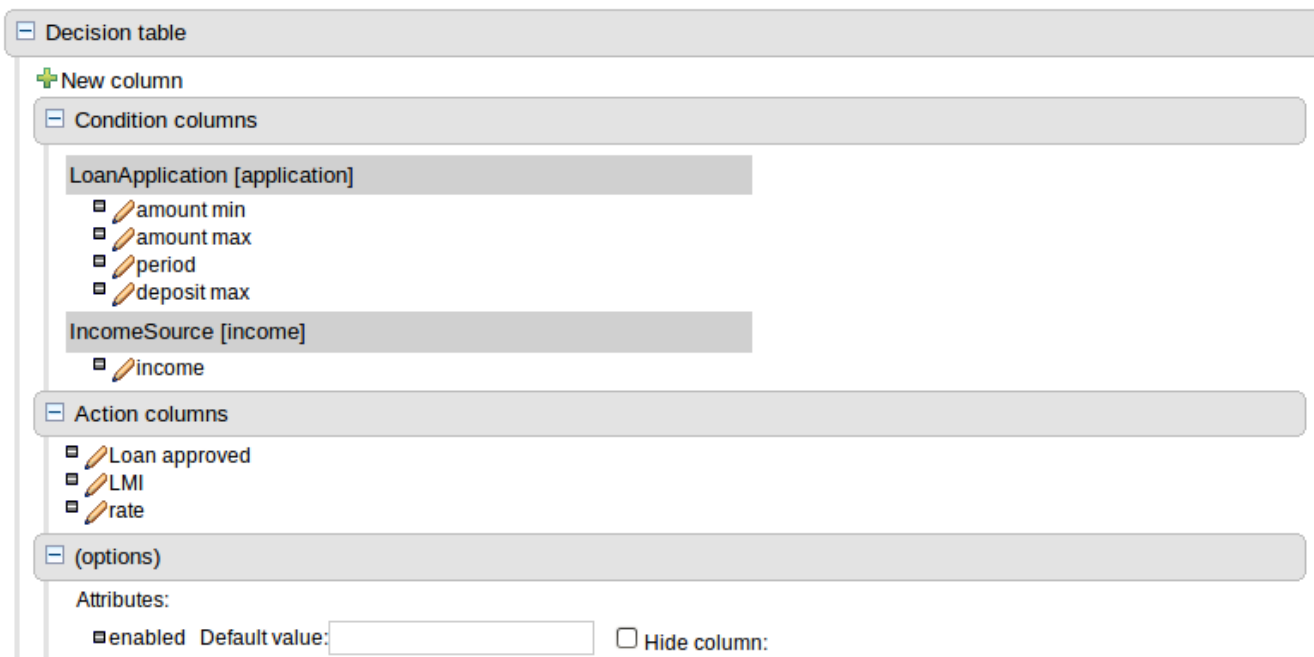 Decision table
New column
Condition columns
LoanApplication [application]
amount min
amount max
period
deposit max
IncomeSource [income]
income
Action columns
Loan approved
LMI
rate
(options)
Attributes:
enabled Default value: Hide column: